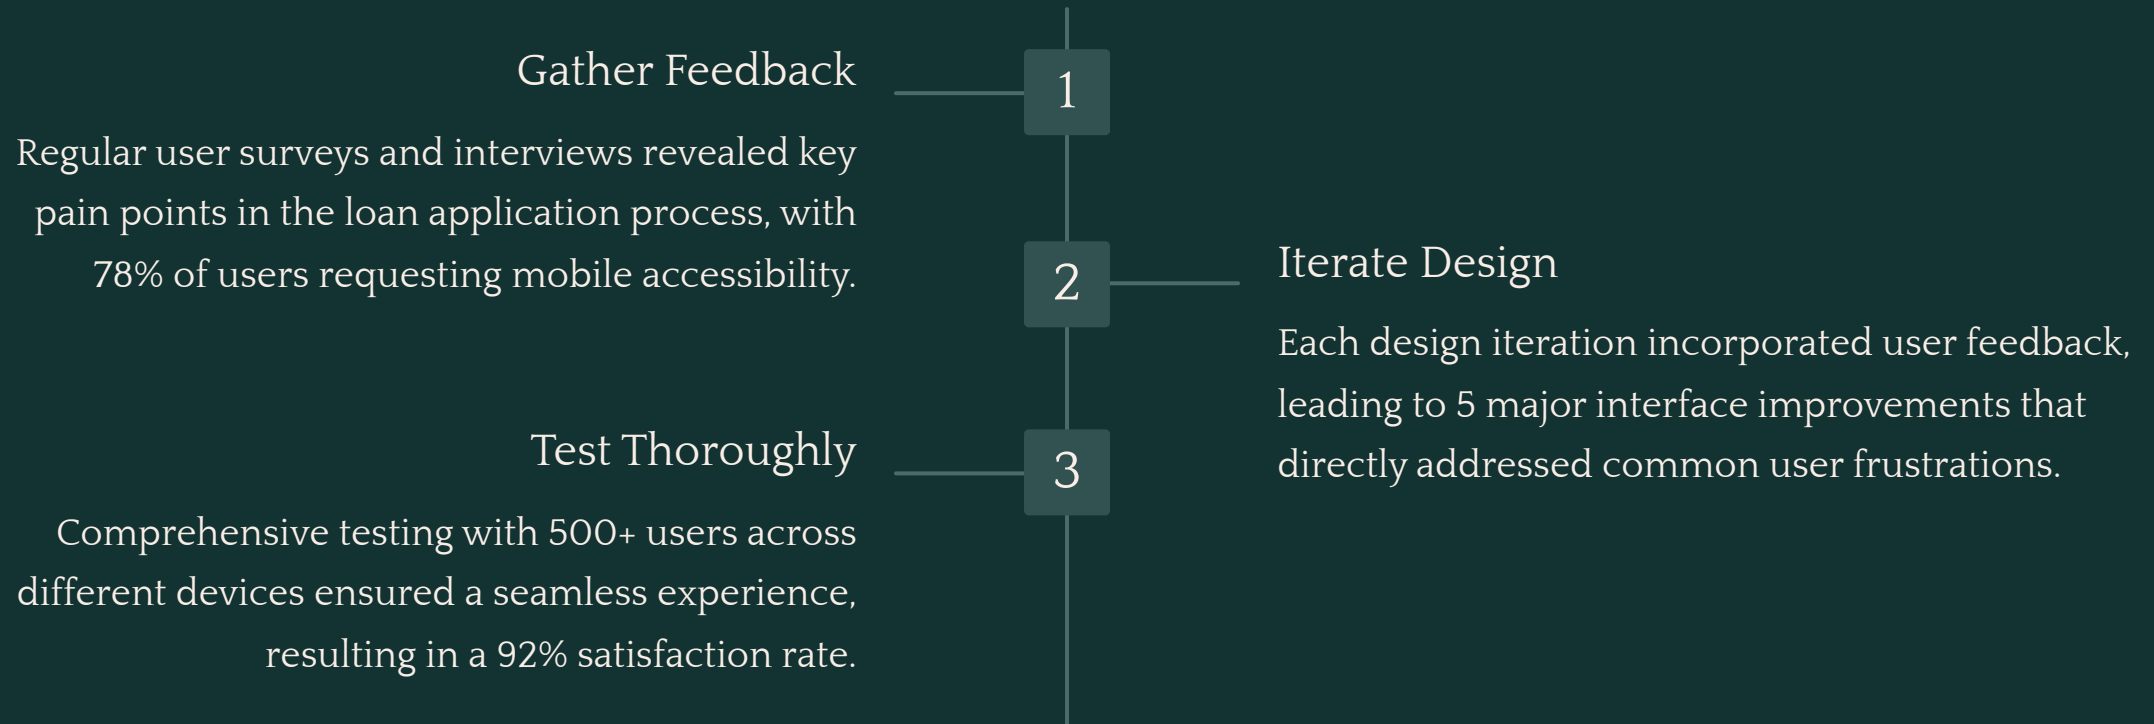 Gather Feedback
1
Regular user surveys and interviews revealed key
pain points in the loan application process, with
78% of users requesting mobile accessibility.
2
Iterate Design
Each design iteration incorporated user feedback,
leading to 5 major interface improvements that
directly addressed common user frustrations.
Test Thoroughly
3
Comprehensive testing with 500+ users across
different devices ensured a seamless experience,
resulting in a 92% satisfaction rate.